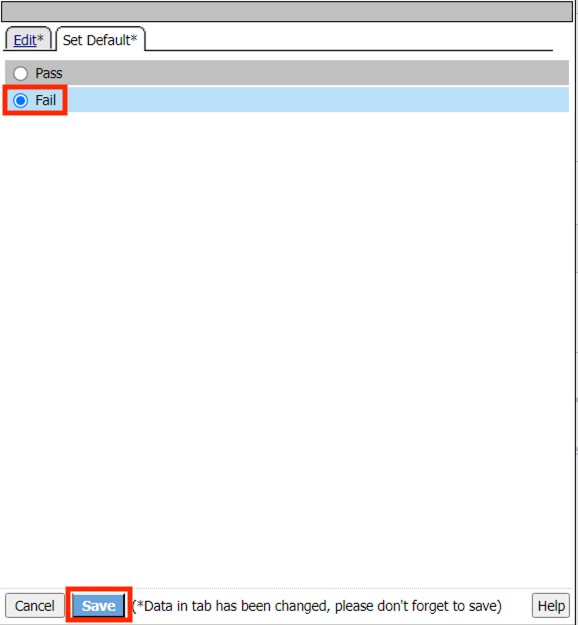 Edit* Set Default*
Pass
Fail
Cancel Save (*Data in tab has been changed, please don't forget to save) Help